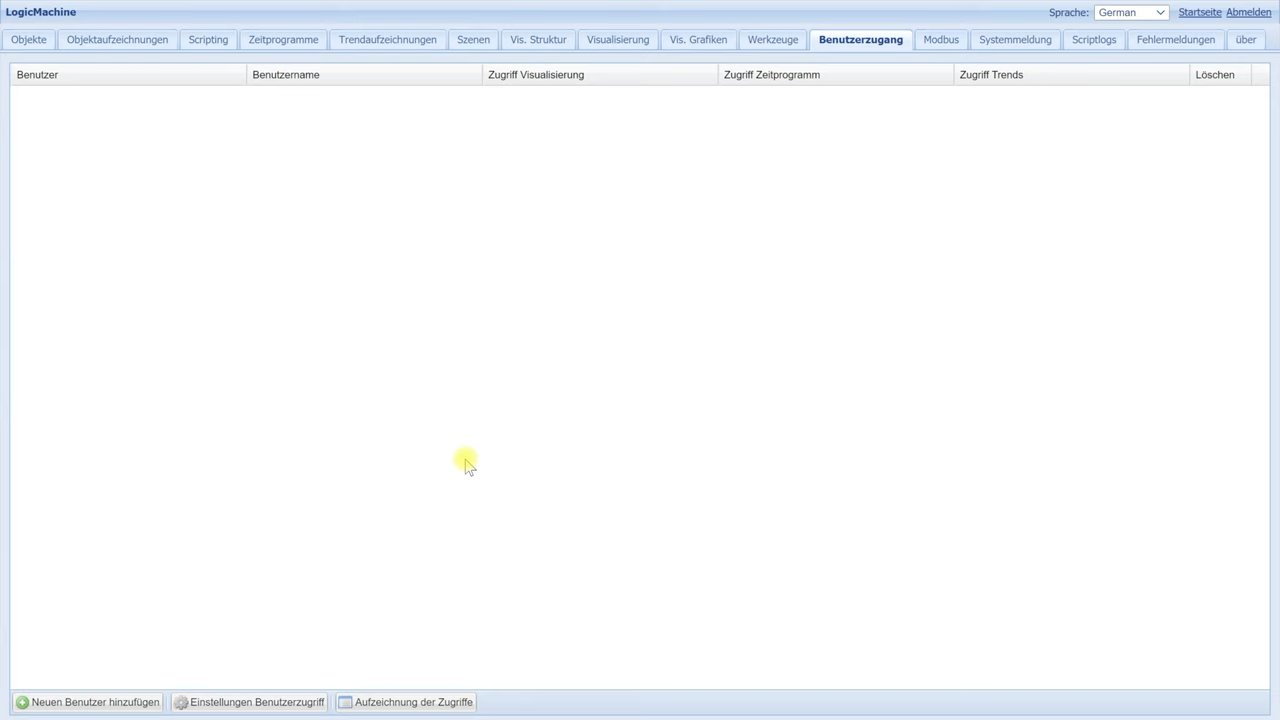 LogicMachine
Sprache: German Startseite Abmelden
Objekte Objektaufzeichnungen Scripting Zeitprogramme Trendaufzeichnungen Szenen Vis. Struktur Visualisierung Vis. Grafiken Werkzeuge Benutzerzugang Modbus Systemmeldung Scriptlogs Fehlermeldungen über
Benutzer Benutzername Zugriff Visualisierung Zugriff Zeitprogramm Zugriff Trends Löschen
Neuen Benutzer hinzufügen Einstellungen Benutzerzugriff Aufzeichnung der Zugriffe